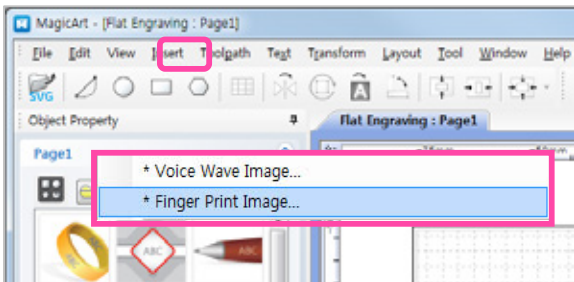 MagicArt - [Flat Engraving : Page1]
File Edit View Insert Toolpath Text Transform Layout Tool Window Help
SVG
A
Object Property
Flat Engraving : Page1
Page1
* Voice Wave Image...
* Finger Print Image...
ABC ABC ABC